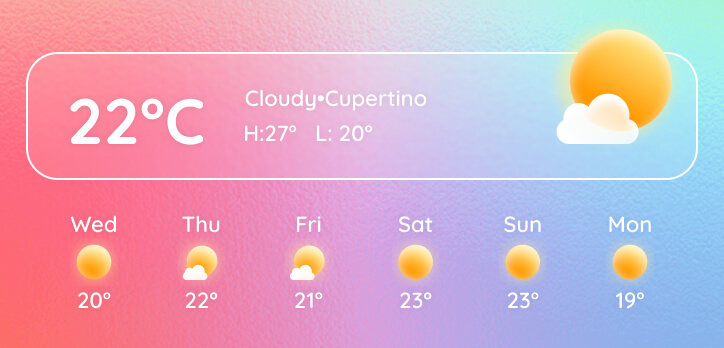 22°C
Cloudy•Cupertino
H:27° L: 20°
Wed Thu Fri Sat Sun Mon
20° 22° 21° 23° 23° 19°